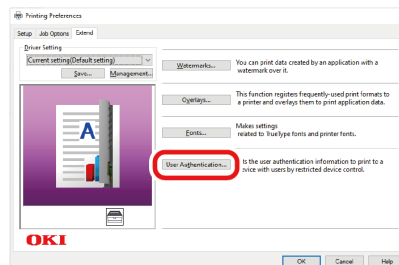 Printing Preferences
Setup Job Options Extend
Driver Setting
Current setting(Default setting)
Save... Management...
Watermarks...
You can print data created by an application with a
watermark over it.
Overlays...
This function registers frequently-used print formats to
a printer and overlays them to print application data.
Fonts...
Makes settings
related to TrueType fonts and printer fonts.
User Authentication...
s the user authentication information to print to a
evice with users by restricted device control.
A
OKI
OK Cancel Help